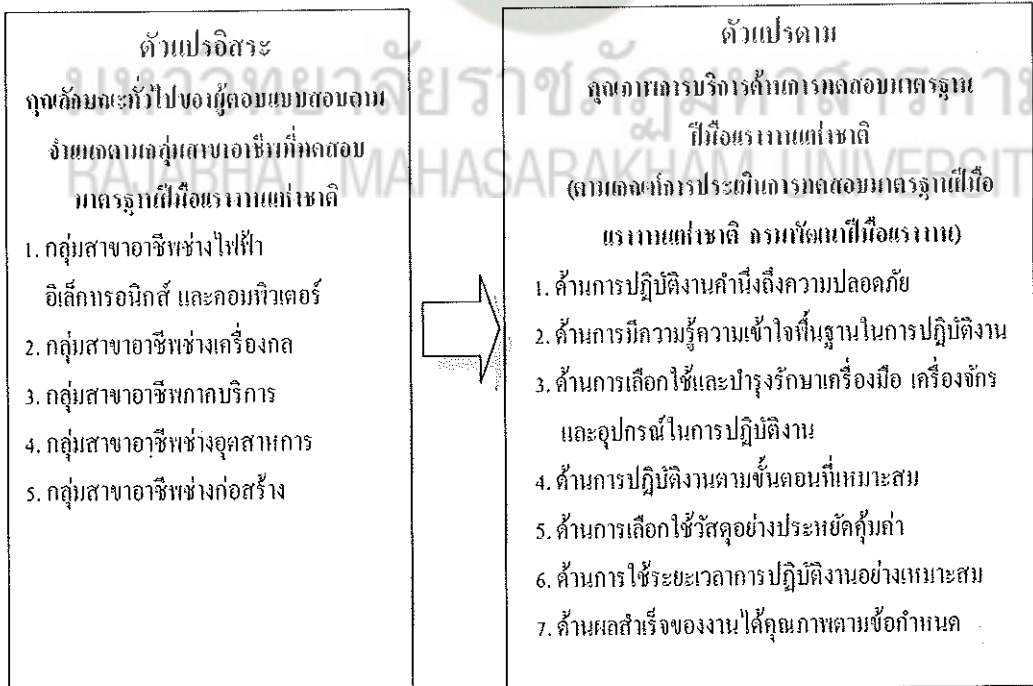 ตัวแปรอิสระ
คุณลักษณะทั่วไปของผู้ตอบแบบสอบถาม
จำแนกตามกลุ่มสาขาอาชีพที่ทดสอบ
มาตรฐานฝีมือแรงงานแห่งชาติ
1. กลุ่มสาขาอาชีพช่างไฟฟ้า
อิเล็กทรอนิกส์ และคอมพิวเตอร์
2. กลุ่มสาขาอาชีพช่างเครื่องกล
3. กลุ่มสาขาอาชีพภาคบริการ
4. กลุ่มสาขาอาชีพช่างอุตสาหการ
5. กลุ่มสาขาอาชีพช่างก่อสร้าง
ตัวแปรตาม
คุณภาพการบริการด้านการทดสอบมาตรฐาน
ฝีมือแรงงานแห่งชาติ
(ตามเกณฑ์การประเมินการทดสอบมาตรฐานฝีมือ
แรงงานแห่งชาติ กรมพัฒนาฝีมือแรงงาน)
1. ด้านการปฏิบัติงานคำนึงถึงความปลอดภัย
2. ด้านการมีความรู้ความเข้าใจพื้นฐานในการปฏิบัติงาน
3. ด้านการเลือกใช้และบำรุงรักษาเครื่องมือ เครื่องจักร
และอุปกรณ์ในการปฏิบัติงาน
4. ด้านการปฏิบัติงานตามขั้นตอนที่เหมาะสม
5. ด้านการเลือกใช้วัสดุอย่างประหยัดคุ้มค่า
6. ด้านการใช้ระยะเวลาการปฏิบัติงานอย่างเหมาะสม
7. ด้านผลสำเร็จของงานได้คุณภาพตามข้อกำหนด
RAJABHAT MAHASARAKHAM